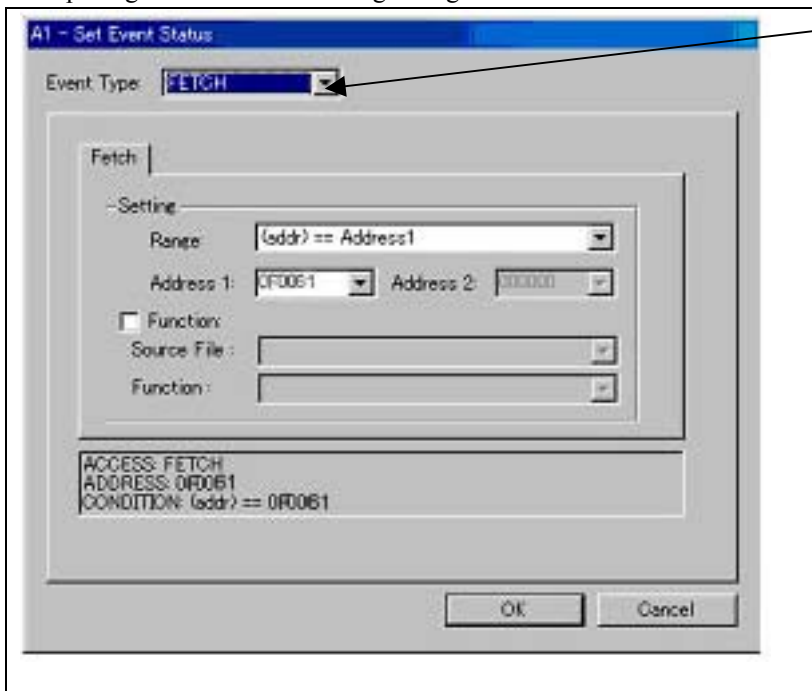 A1 - Set Event Status
Event Type: FETCH
Fetch
Setting
Range: (addr) == Address1
Address 1: 0F0061 Address 2: 000000
Function:
Source File :
Function :
ACCESS: FETCH
ADDRESS: 0F0061
CONDITION: (addr) == 0F0061
OK Cancel